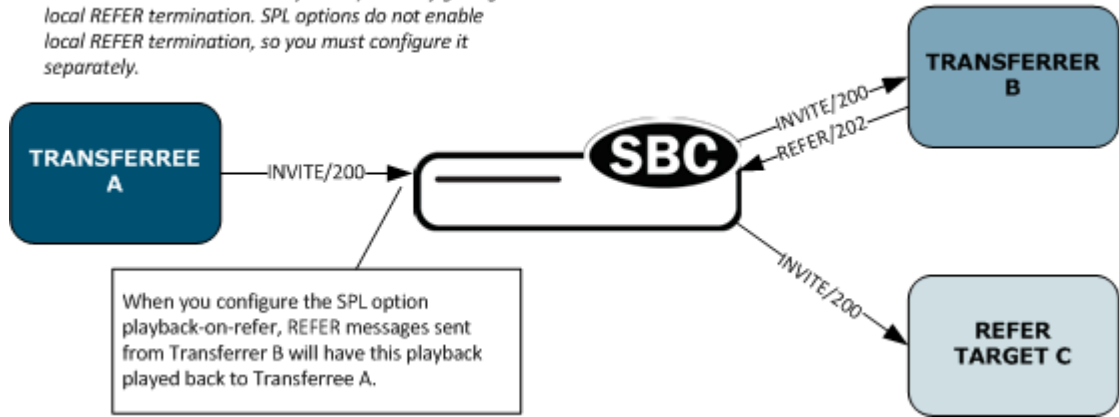 local REFER termination. SPL options do not enable
local REFER termination, so you must configure it
separately.
TRANSFERRER
B
INVITE/200
REFER/202
SBC
TRANSFERREE
A
INVITE/200
INVITE/200
When you configure the SPL option
playback-on-refer, REFER messages sent
from Transferrer B will have this playback
played back to Transferree A.
REFER
TARGET C